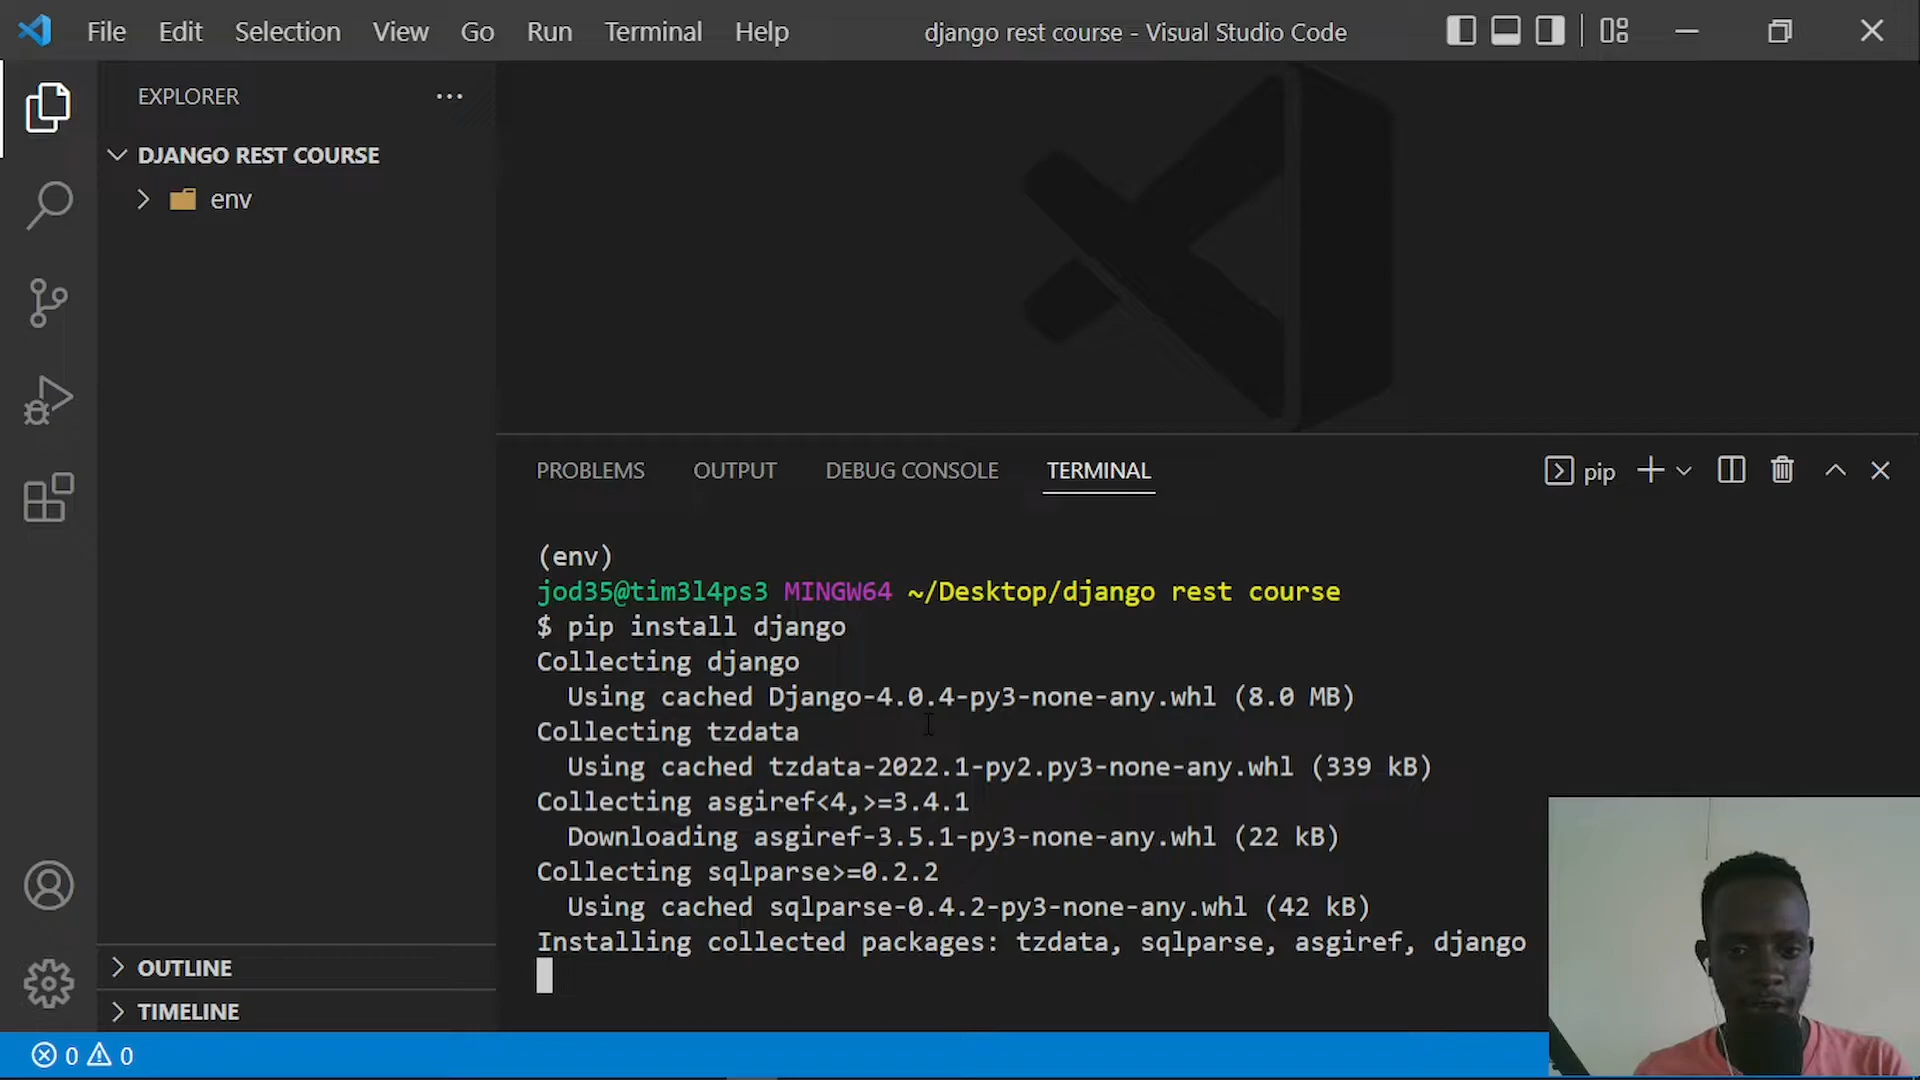 File Edit Selection View Go Run Terminal Help django rest course - Visual Studio Code
EXPLORER
DJANGO REST COURSE
env
PROBLEMS OUTPUT DEBUG CONSOLE TERMINAL pip
(env)
jod35@tim3l4ps3 MINGW64 ~/Desktop/django rest course
$ pip install django
Collecting django
Using cached Django-4.0.4-py3-none-any.whl (8.0 MB)
Collecting tzdata
Using cached tzdata-2022.1-py2.py3-none-any.whl (339 kB)
Collecting asgiref<4,>=3.4.1
Downloading asgiref-3.5.1-py3-none-any.whl (22 kB)
Collecting sqlparse>=0.2.2
Using cached sqlparse-0.4.2-py3-none-any.whl (42 kB)
Installing collected packages: tzdata, sqlparse, asgiref, django
OUTLINE
TIMELINE
0 0